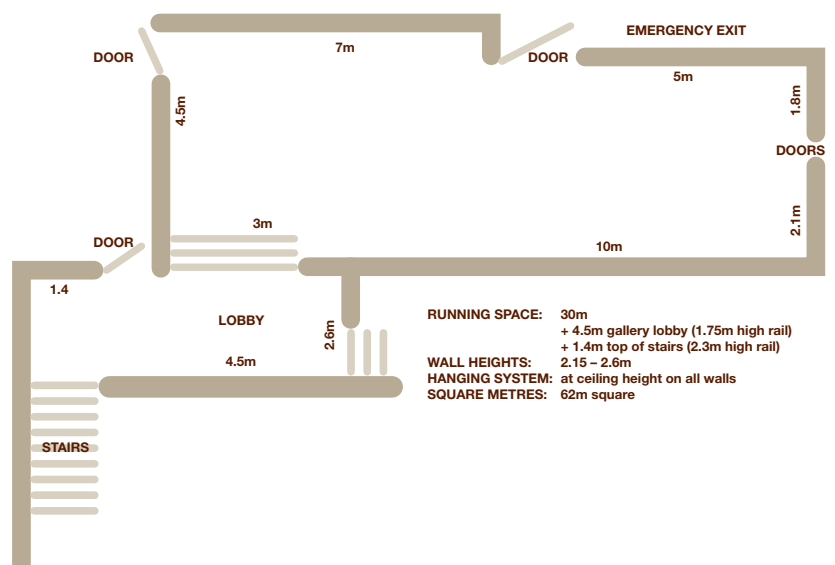 EMERGENCY EXIT
DOOR
7m
DOOR
5m
1.8m
4.5m
DOORS
3m
2.1m
DOOR
10m
1.4
LOBBY
2.6m
4.5m
RUNNING SPACE: 30m
+ 4.5m gallery lobby (1.75m high rail)
+ 1.4m top of stairs (2.3m high rail)
WALL HEIGHTS: 2.15 – 2.6m
HANGING SYSTEM: at ceiling height on all walls
SQUARE METRES: 62m square
STAIRS